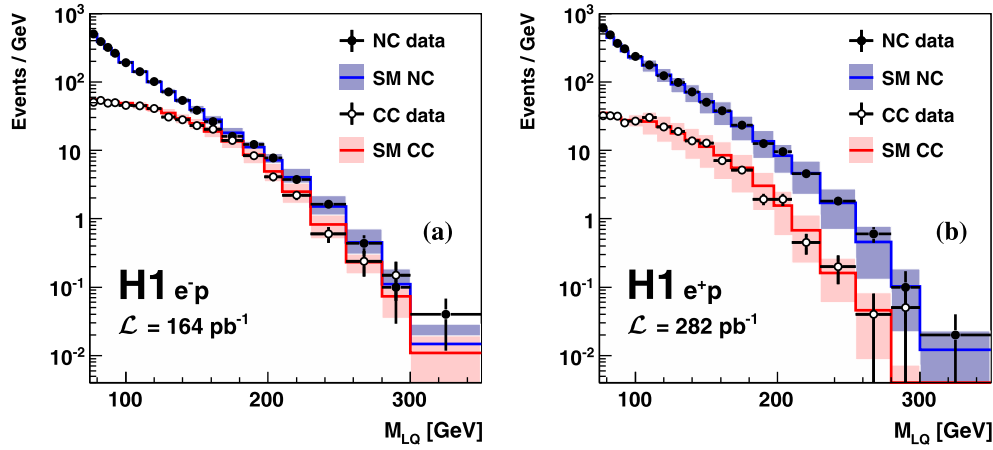 Events / GeV
10³
10²
10
1
10⁻¹
10⁻²
NC data
SM NC
CC data
SM CC
(a)
H1 e⁻p
ℒ = 164 pb⁻¹
100 200 300
M_LQ [GeV]
Events / GeV
10³
10²
10
1
10⁻¹
10⁻²
NC data
SM NC
CC data
SM CC
(b)
H1 e⁺p
ℒ = 282 pb⁻¹
100 200 300
M_LQ [GeV]